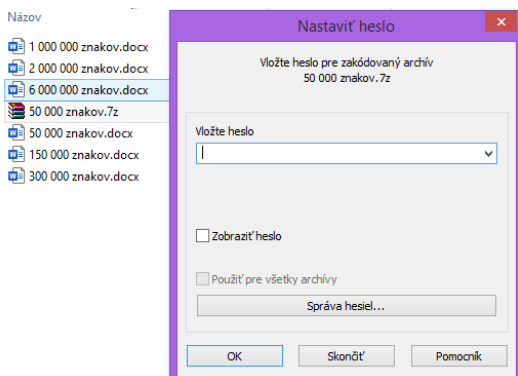 Názov
1 000 000 znakov.docx
2 000 000 znakov.docx
6 000 000 znakov.docx
50 000 znakov.7z
50 000 znakov.docx
150 000 znakov.docx
300 000 znakov.docx
Nastaviť heslo
Vložte heslo pre zakódovaný archív
50 000 znakov.7z
Vložte heslo
Zobraziť heslo
Použiť pre všetky archívy
Správa hesiel...
OK
Skončiť
Pomocník